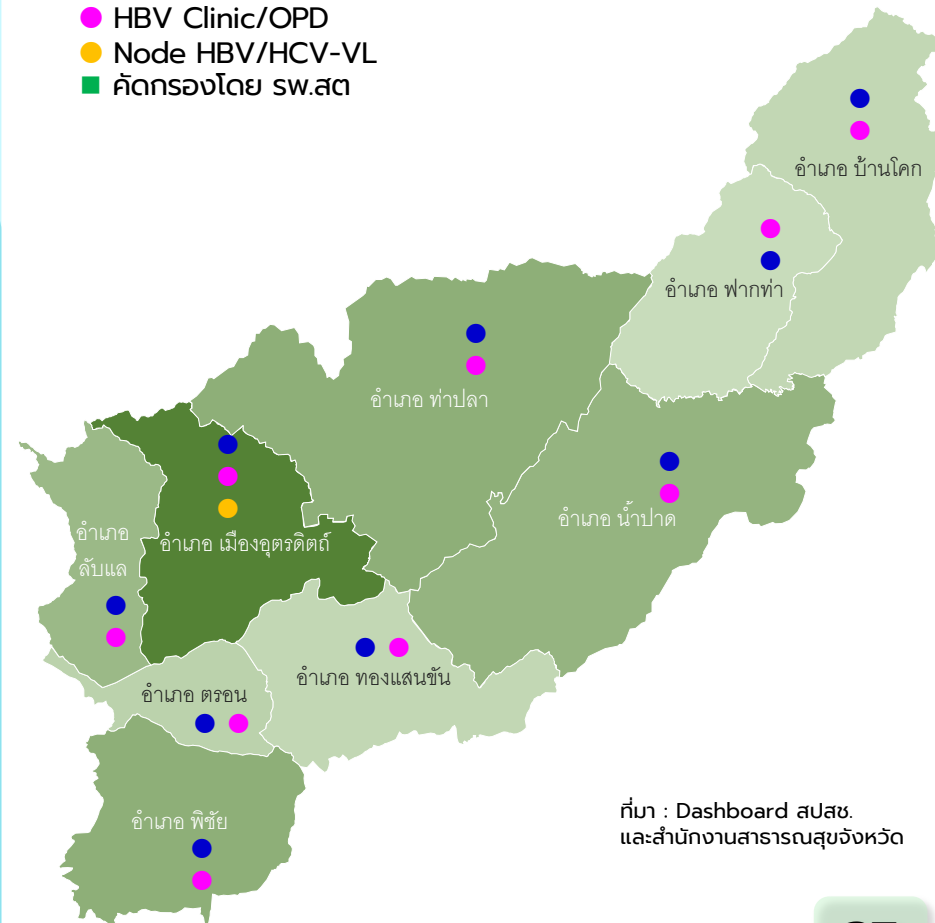 HBV Clinic/OPD
Node HBV/HCV-VL
คัดกรองโดย รพ.สต
อำเภอ บ้านโคก
อำเภอ ฟากท่า
อำเภอ ท่าปลา
อำเภอ น้ำปาด
อำเภอ เมืองอุตรดิตถ์
อำเภอ
ลับแล
อำเภอ ทองแสนขัน
อำเภอ ตรอน
อำเภอ พิชัย
ที่มา : Dashboard สปสช.
และสำนักงานสาธารณสุขจังหวัด